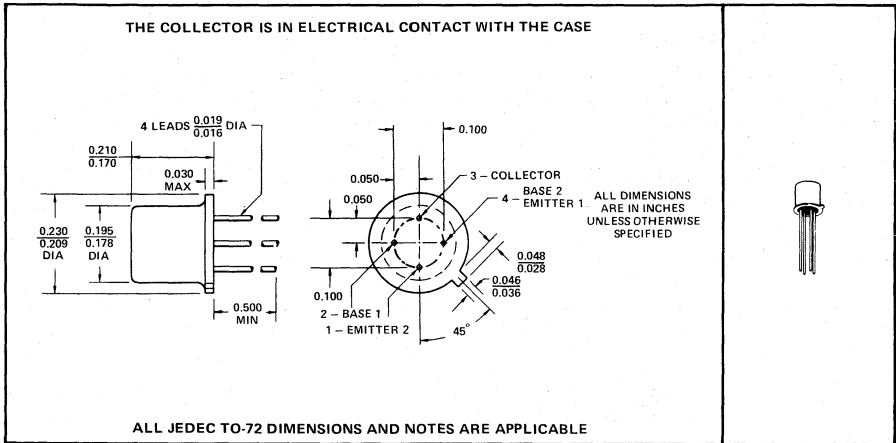 THE COLLECTOR IS IN ELECTRICAL CONTACT WITH THE CASE
4 LEADS 0.019 DIA
0.016
0.210
0.170
0.030
MAX
0.230
0.209
DIA
0.195
0.178
DIA
0.500
MIN
0.100
0.050
0.050
3 – COLLECTOR
4 – BASE 2
EMITTER 1
ALL DIMENSIONS
ARE IN INCHES
UNLESS OTHERWISE
SPECIFIED
0.048
0.028
0.046
0.036
0.100
2 – BASE 1
1 – EMITTER 2
45°
ALL JEDEC TO-72 DIMENSIONS AND NOTES ARE APPLICABLE